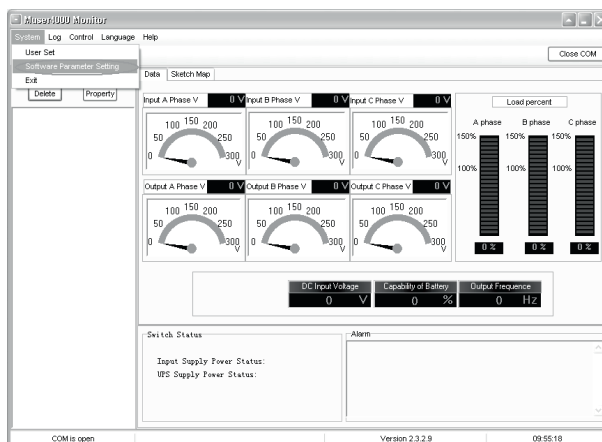 Muser4000 Monitor
System Log Control Language Help
User Set
Software Parameter Setting
Exit
Close COM
Delete Property
Data Sketch Map
Input A Phase V 0 V Input B Phase V 0 V Input C Phase V 0 V
0 50 100 150 200 250 300 V
0 50 100 150 200 250 300 V
0 50 100 150 200 250 300 V
Output A Phase V 0 V Output B Phase V 0 V Output C Phase V 0 V
0 50 100 150 200 250 300 V
0 50 100 150 200 250 300 V
0 50 100 150 200 250 300 V
Load percent
A phase B phase C phase
150% 150% 150%
100% 100% 100%
0 % 0 % 0 %
DC Input Voltage Capability of Battery Output Frequence
0 V 0 % 0 Hz
Switch Status
Input Supply Power Status:
UPS Supply Power Status:
Alarm
COM is open Version 2.3.2.9 09:55:18